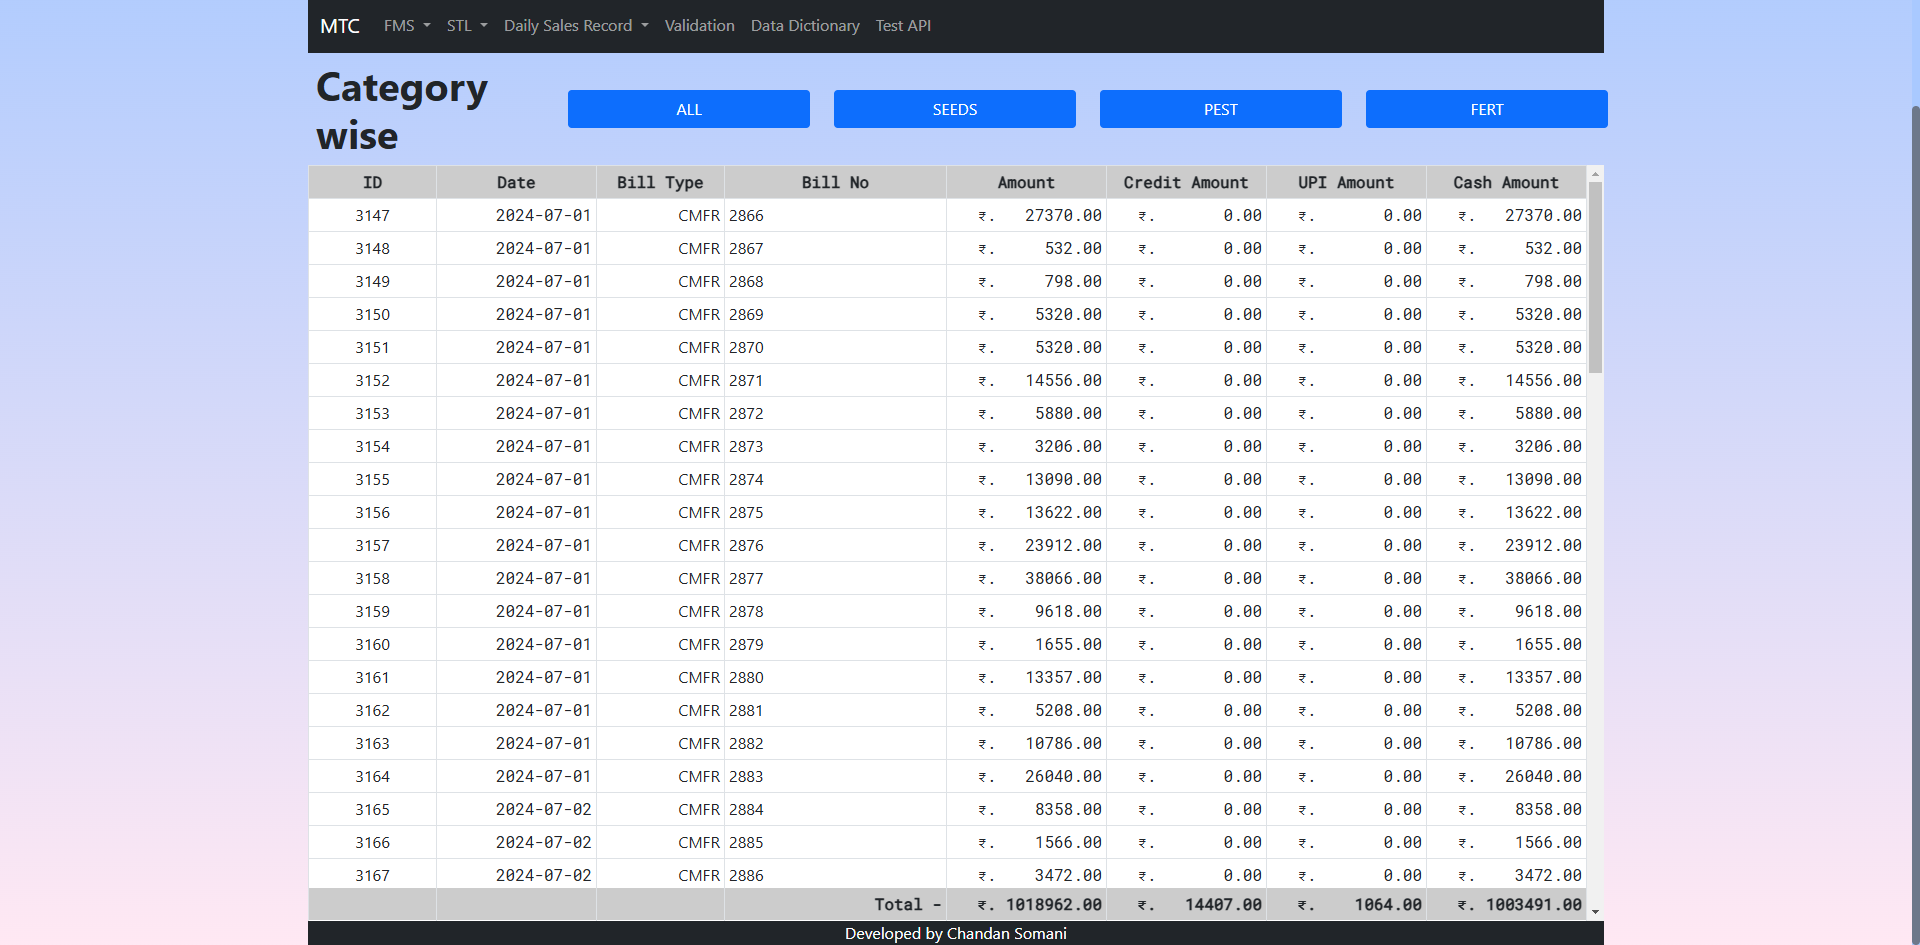 MTC FMS STL Daily Sales Record Validation Data Dictionary Test API
Category
wise
ALL SEEDS PEST FERT
ID Date Bill Type Bill No Amount Credit Amount UPI Amount Cash Amount
3147 2024-07-01 CMFR 2866 ₹. 27370.00 ₹. 0.00 ₹. 0.00 ₹. 27370.00
3148 2024-07-01 CMFR 2867 ₹. 532.00 ₹. 0.00 ₹. 0.00 ₹. 532.00
3149 2024-07-01 CMFR 2868 ₹. 798.00 ₹. 0.00 ₹. 0.00 ₹. 798.00
3150 2024-07-01 CMFR 2869 ₹. 5320.00 ₹. 0.00 ₹. 0.00 ₹. 5320.00
3151 2024-07-01 CMFR 2870 ₹. 5320.00 ₹. 0.00 ₹. 0.00 ₹. 5320.00
3152 2024-07-01 CMFR 2871 ₹. 14556.00 ₹. 0.00 ₹. 0.00 ₹. 14556.00
3153 2024-07-01 CMFR 2872 ₹. 5880.00 ₹. 0.00 ₹. 0.00 ₹. 5880.00
3154 2024-07-01 CMFR 2873 ₹. 3206.00 ₹. 0.00 ₹. 0.00 ₹. 3206.00
3155 2024-07-01 CMFR 2874 ₹. 13090.00 ₹. 0.00 ₹. 0.00 ₹. 13090.00
3156 2024-07-01 CMFR 2875 ₹. 13622.00 ₹. 0.00 ₹. 0.00 ₹. 13622.00
3157 2024-07-01 CMFR 2876 ₹. 23912.00 ₹. 0.00 ₹. 0.00 ₹. 23912.00
3158 2024-07-01 CMFR 2877 ₹. 38066.00 ₹. 0.00 ₹. 0.00 ₹. 38066.00
3159 2024-07-01 CMFR 2878 ₹. 9618.00 ₹. 0.00 ₹. 0.00 ₹. 9618.00
3160 2024-07-01 CMFR 2879 ₹. 1655.00 ₹. 0.00 ₹. 0.00 ₹. 1655.00
3161 2024-07-01 CMFR 2880 ₹. 13357.00 ₹. 0.00 ₹. 0.00 ₹. 13357.00
3162 2024-07-01 CMFR 2881 ₹. 5208.00 ₹. 0.00 ₹. 0.00 ₹. 5208.00
3163 2024-07-01 CMFR 2882 ₹. 10786.00 ₹. 0.00 ₹. 0.00 ₹. 10786.00
3164 2024-07-01 CMFR 2883 ₹. 26040.00 ₹. 0.00 ₹. 0.00 ₹. 26040.00
3165 2024-07-02 CMFR 2884 ₹. 8358.00 ₹. 0.00 ₹. 0.00 ₹. 8358.00
3166 2024-07-02 CMFR 2885 ₹. 1566.00 ₹. 0.00 ₹. 0.00 ₹. 1566.00
3167 2024-07-02 CMFR 2886 ₹. 3472.00 ₹. 0.00 ₹. 0.00 ₹. 3472.00
Total - ₹. 1018962.00 ₹. 14407.00 ₹. 1064.00 ₹. 1003491.00
Developed by Chandan Somani